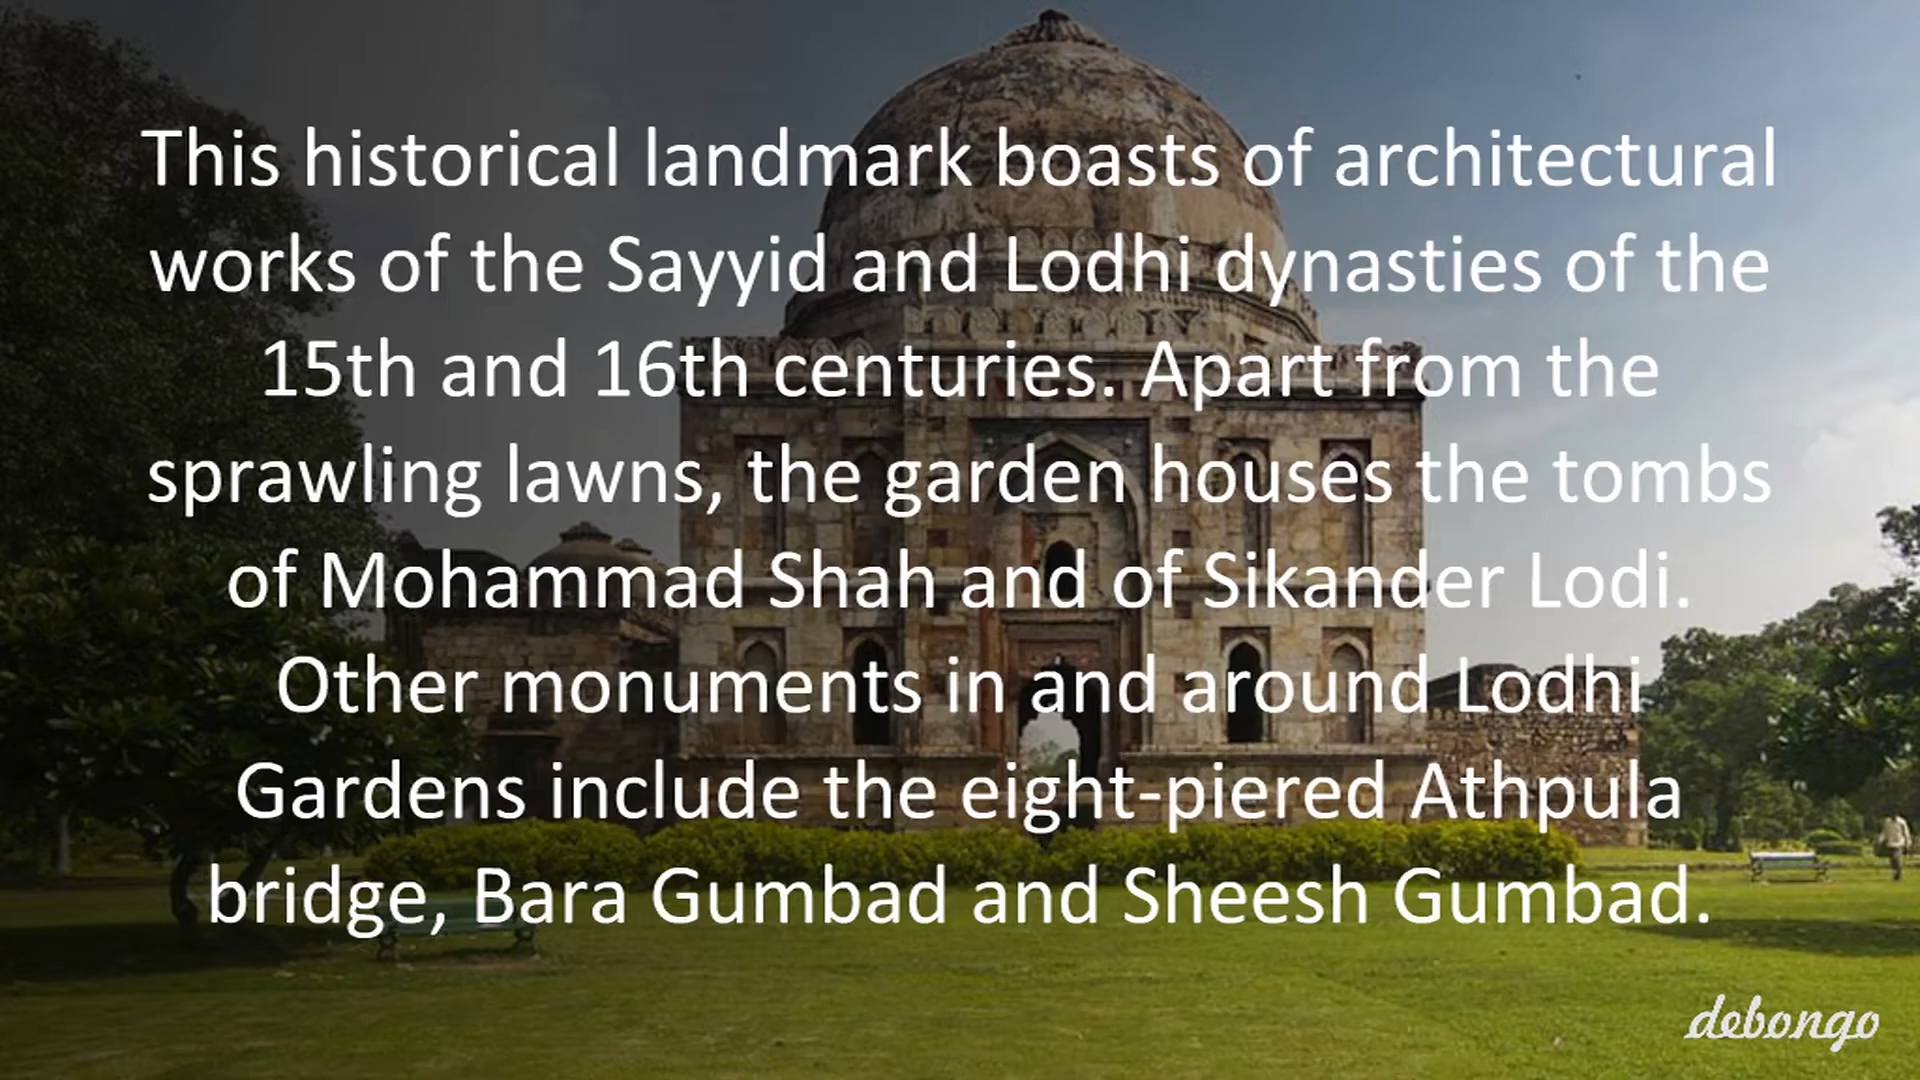 This historical landmark boasts of architectural
works of the Sayyid and Lodhi dynasties of the
15th and 16th centuries. Apart from the
sprawling lawns, the garden houses the tombs
of Mohammad Shah and of Sikander Lodi.
Other monuments in and around Lodhi
Gardens include the eight-piered Athpula
bridge, Bara Gumbad and Sheesh Gumbad.
debongo